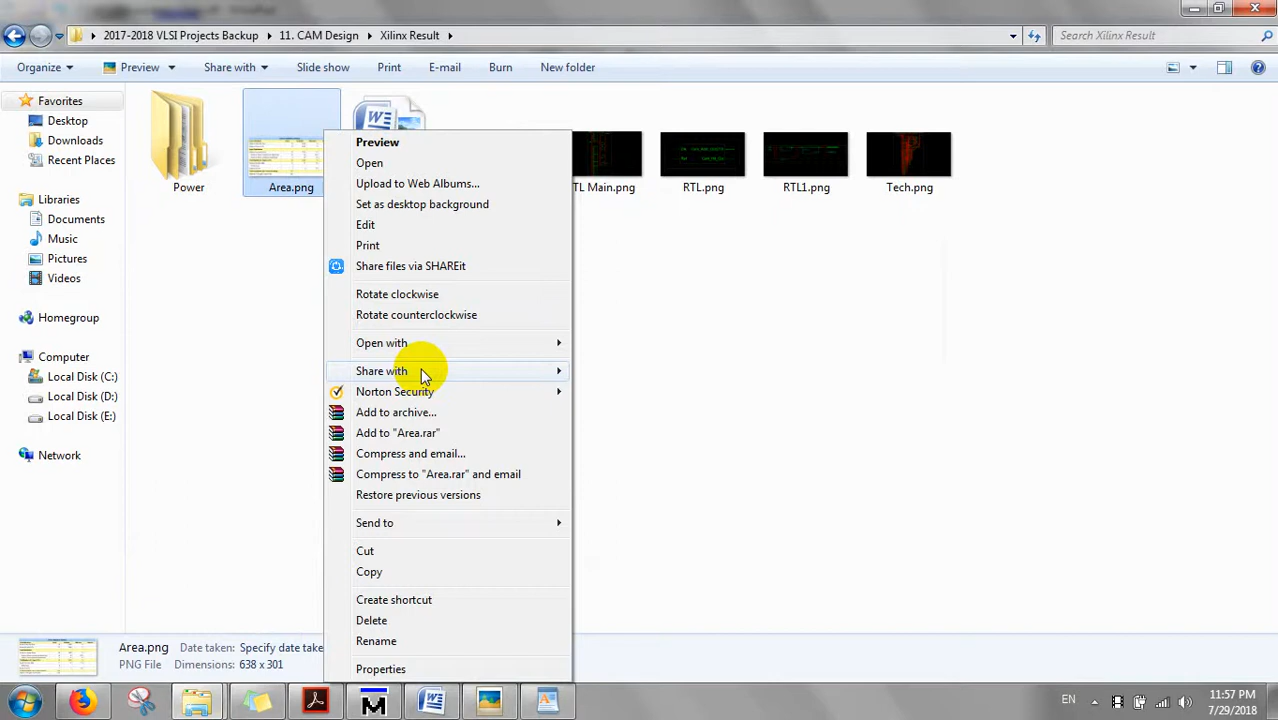 2017-2018 VLSI Projects Backup 11. CAM Design Xilinx Result
Search Xilinx Result
Organize Preview Share with Slide show Print E-mail Burn New folder
Favorites
Desktop
Downloads
Recent Places
Libraries
Documents
Music
Pictures
Videos
Homegroup
Computer
Local Disk (C:)
Local Disk (D:)
Local Disk (E:)
Network
Power
Area.png
TL Main.png
RTL.png
RTL1.png
Tech.png
Preview
Open
Upload to Web Albums...
Set as desktop background
Edit
Print
Share files via SHAREit
Rotate clockwise
Rotate counterclockwise
Open with
Share with
Norton Security
Add to archive...
Add to "Area.rar"
Compress and email...
Compress to "Area.rar" and email
Restore previous versions
Send to
Cut
Copy
Create shortcut
Delete
Rename
Properties
Area.png Date taken: Specify date take
PNG File Dimensions: 638 x 301
EN
11:57 PM
7/29/2018